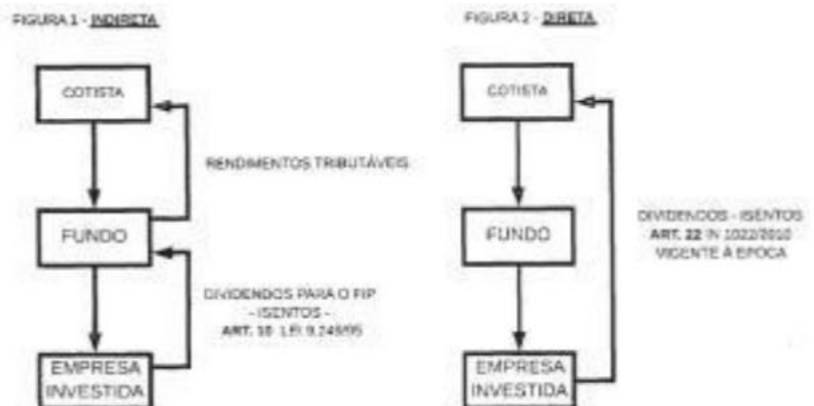 FIGURA 1 - INDIRETA
COTISTA
RENDIMENTOS TRIBUTÁVEIS
FUNDO
DIVIDENDOS PARA O FIP
- ISENTOS -
ART. 10 LEI 9.249/95
EMPRESA
INVESTIDA
FIGURA 2 - DIRETA
COTISTA
FUNDO
DIVIDENDOS - ISENTOS
ART. 22 IN 1022/2010
VIGENTE À ÉPOCA
EMPRESA
INVESTIDA